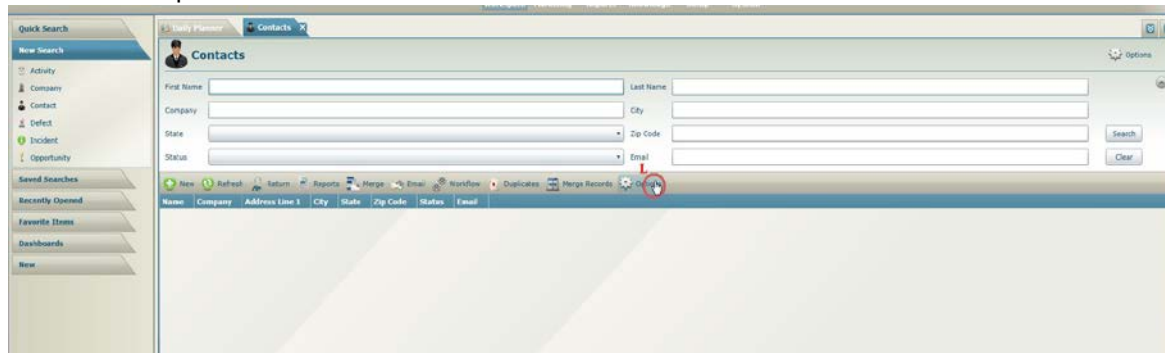 Quick Search
Daily Planner
Contacts X
New Search
Contacts
Options
Activity
Company
Contact
Defect
Incident
Opportunity
First Name
Last Name
Company
City
State
Zip Code
Search
Status
Email
Clear
L
Saved Searches
New Refresh Return Reports Merge Email Workflow Duplicates Merge Records Options
Recently Opened
Name Company Address Line 1 City State Zip Code Status Email
Favorite Items
Dashboards
New